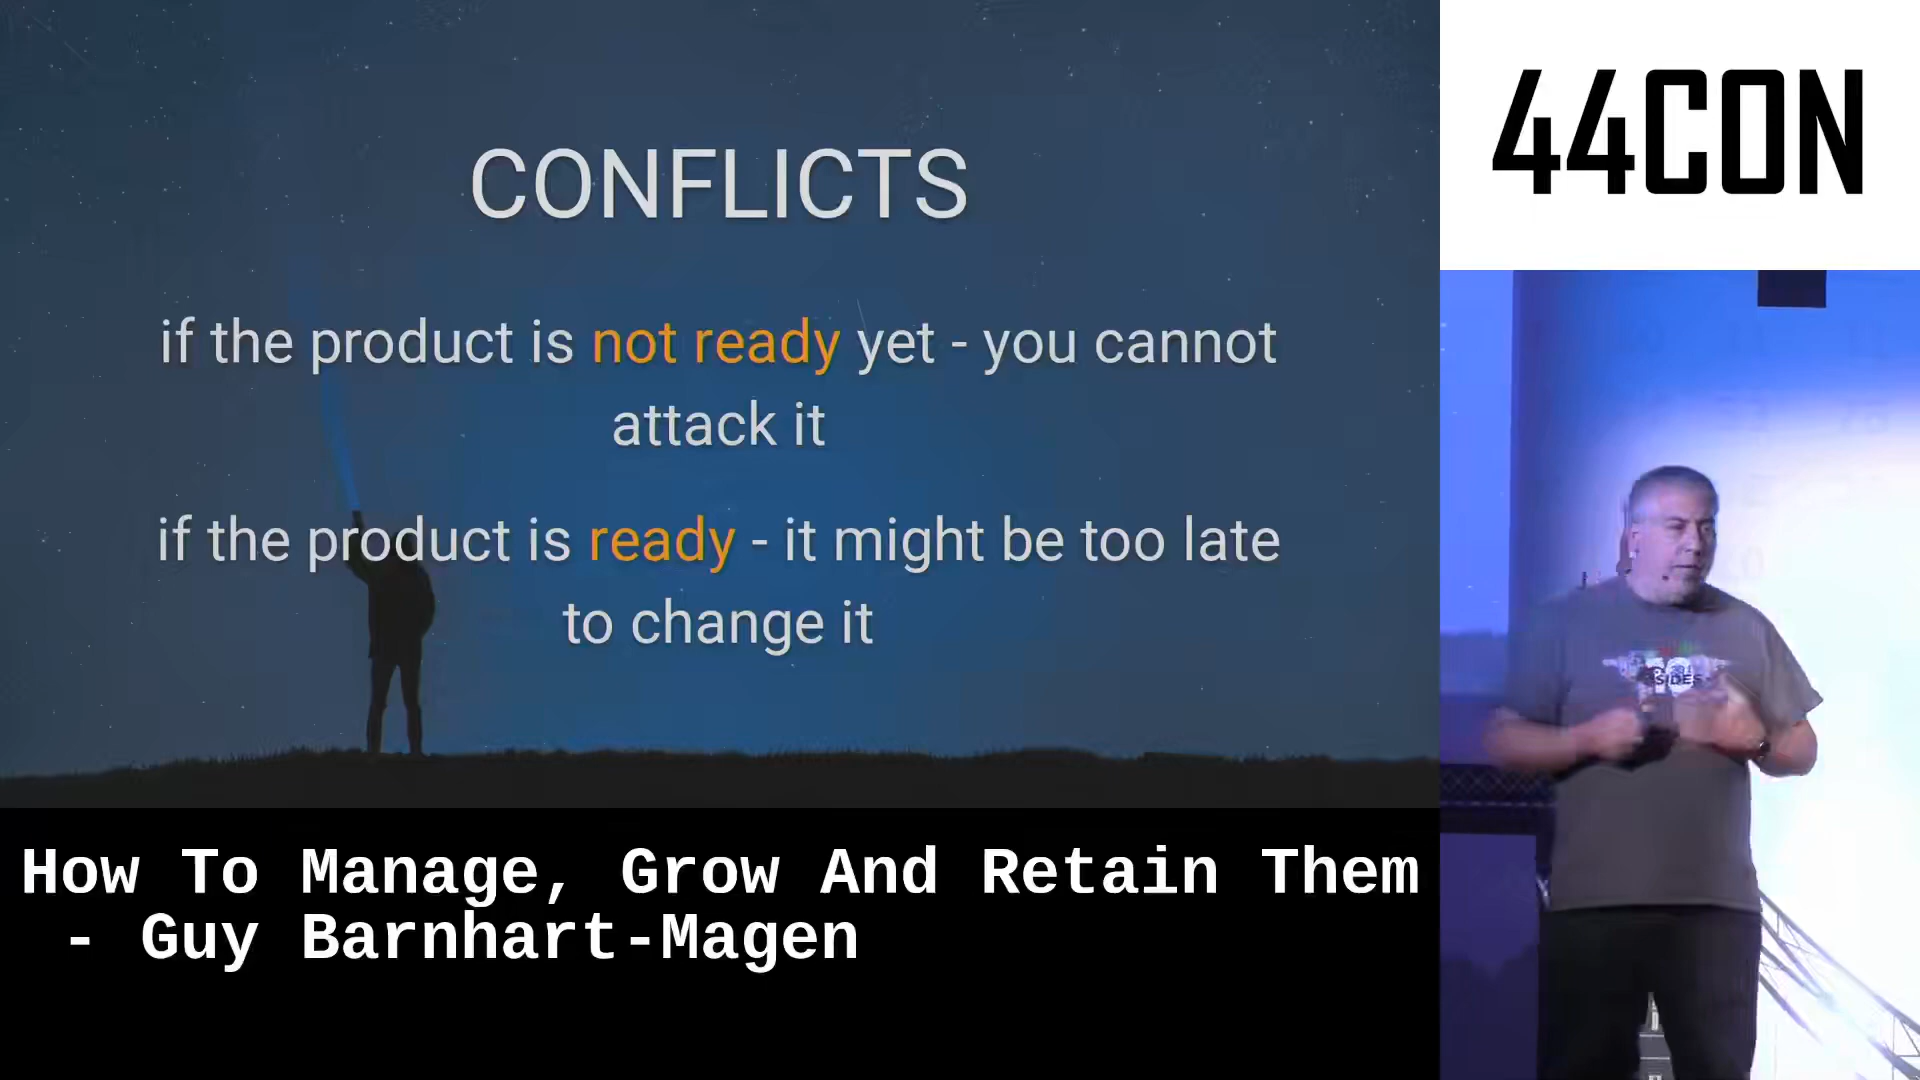 CONFLICTS
if the product is not ready yet - you cannot
attack it
if the product is ready - it might be too late
to change it
44CON
SIDES
How To Manage, Grow And Retain Them
- Guy Barnhart-Magen